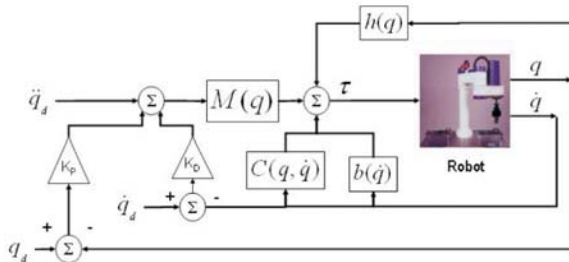 h(q)
q̈_d
Σ
M(q)
Σ
τ
q
q̇
K_P
K_D
C(q, q̇)
b(q̇)
Robot
q̇_d
+
Σ
-
+
-
q_d
Σ